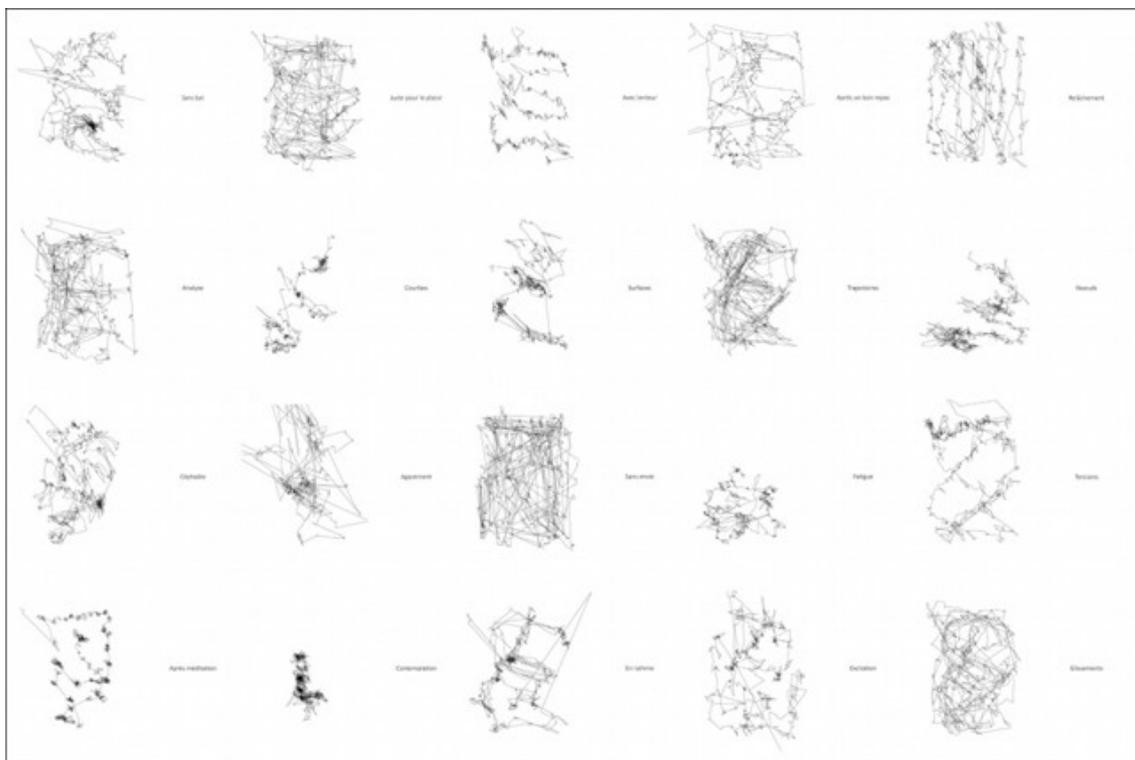 Sans but
Juste pour le plaisir
Avec lenteur
Après un bon repas
Relâchement
Analyse
Courbes
Surfaces
Trajectoires
Noeuds
Céphalée
Apparement
Sans envie
Fatigue
Tensions
Après méditation
Contemplation
En rythme
Excitation
Glissements